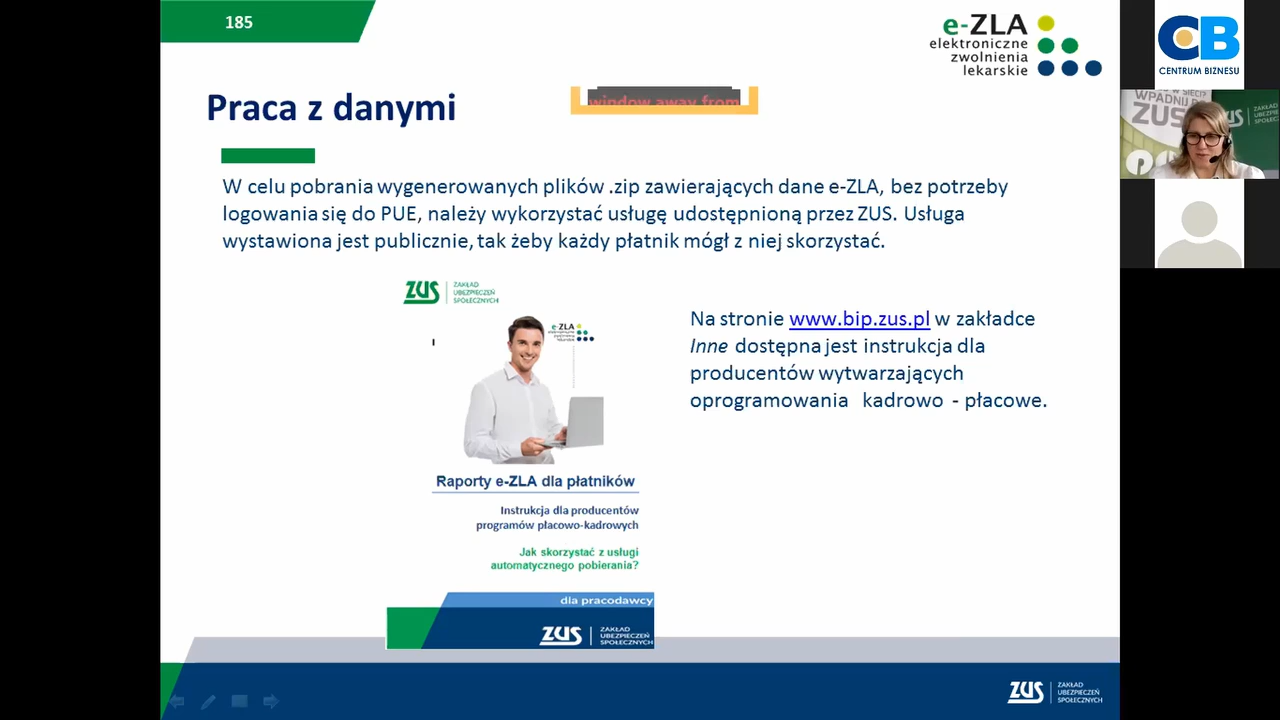 185
e-ZLA
elektroniczne
zwolnienia
lekarskie
Praca z danymi
window away from
W celu pobrania wygenerowanych plików .zip zawierających dane e-ZLA, bez potrzeby
logowania się do PUE, należy wykorzystać usługę udostępnioną przez ZUS. Usługa
wystawiona jest publicznie, tak żeby każdy płatnik mógł z niej skorzystać.
ZUS ZAKŁAD
UBEZPIECZEŃ
SPOŁECZNYCH
e-ZLA
Raporty e-ZLA dla płatników
Instrukcja dla producentów
programów płacowo-kadrowych
Jak skorzystać z usługi
automatycznego pobierania?
dla pracodawcy
ZUS ZAKŁAD
UBEZPIECZEŃ
SPOŁECZNYCH
Na stronie www.bip.zus.pl w zakładce
Inne dostępna jest instrukcja dla
producentów wytwarzających
oprogramowania kadrowo - płacowe.
ZUS ZAKŁAD
UBEZPIECZEŃ
SPOŁECZNYCH
CB
CENTRUM BIZNESU
WPADNIJ
ZUS
ZAKŁAD